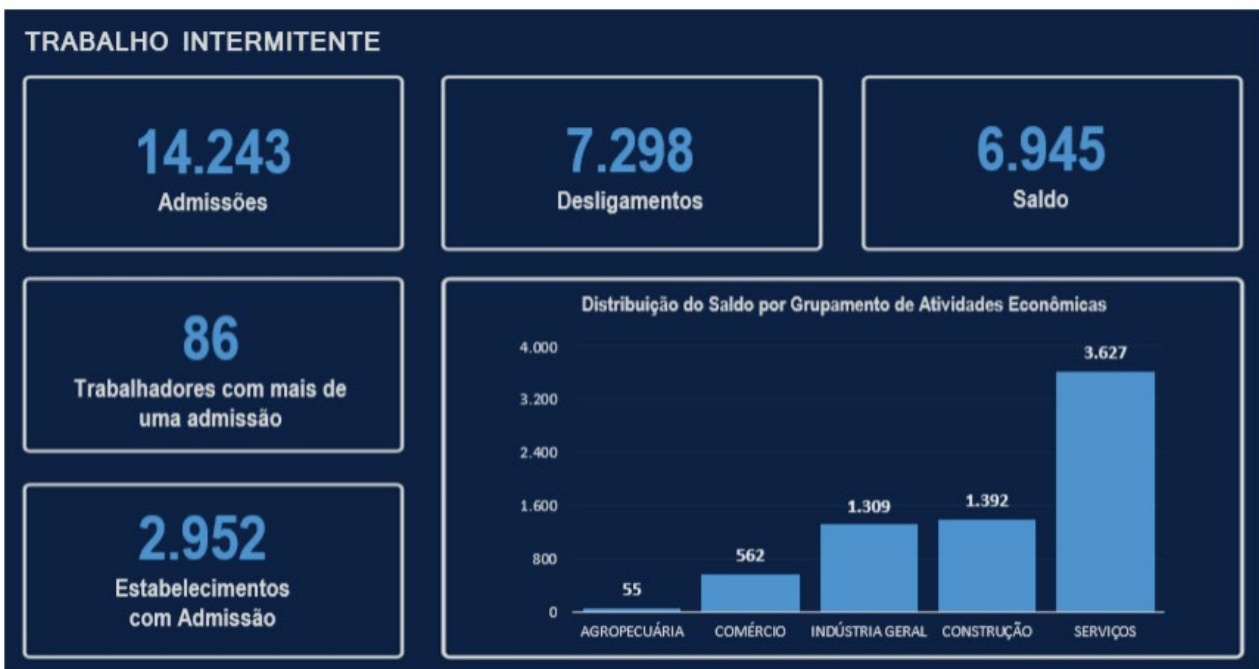 TRABALHO INTERMITENTE
14.243
Admissões
7.298
Desligamentos
6.945
Saldo
86
Trabalhadores com mais de
uma admissão
2.952
Estabelecimentos
com Admissão
Distribuição do Saldo por Grupamento de Atividades Econômicas
4.000
3.200
2.400
1.600
800
0
55
562
1.309
1.392
3.627
AGROPECUÁRIA COMÉRCIO INDÚSTRIA GERAL CONSTRUÇÃO SERVIÇOS